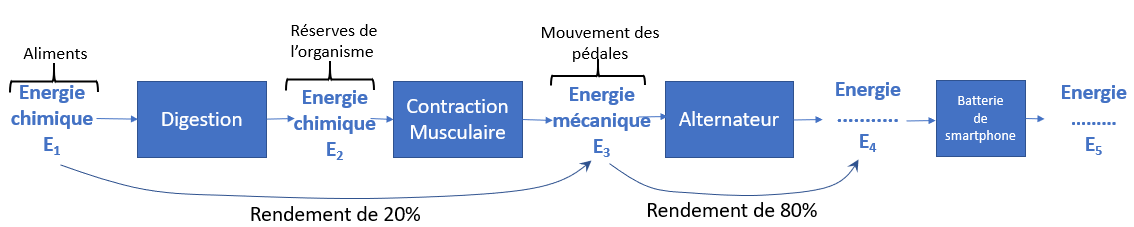 Aliments
Réserves de
l’organisme
Mouvement des
pédales
Energie
chimique
E1
Digestion
Energie
chimique
E2
Contraction
Musculaire
Energie
mécanique
E3
Alternateur
Energie
...........
E4
Batterie
de
smartphone
Energie
.........
E5
Rendement de 20%
Rendement de 80%